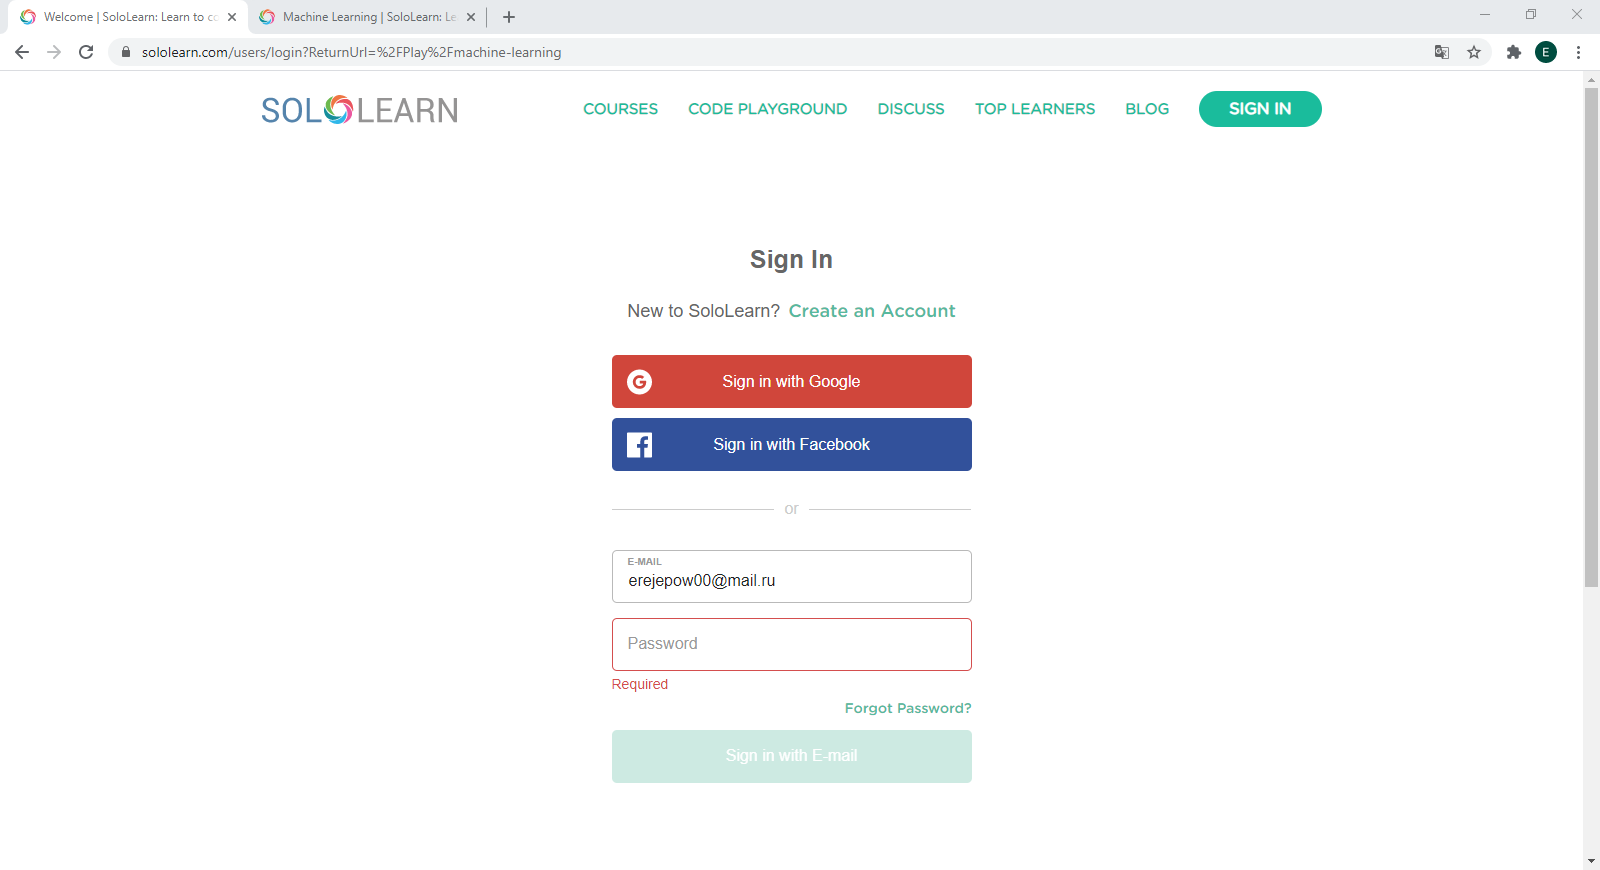 Welcome | SoloLearn: Learn to co
Machine Learning | SoloLearn: Le
sololearn.com/users/login?ReturnUrl=%2FPlay%2Fmachine-learning
E
SOLOLEARN
COURSES
CODE PLAYGROUND
DISCUSS
TOP LEARNERS
BLOG
SIGN IN
Sign In
New to SoloLearn? Create an Account
G Sign in with Google
f Sign in with Facebook
or
E-MAIL
erejepow00@mail.ru
Password
Required
Forgot Password?
Sign in with E-mail